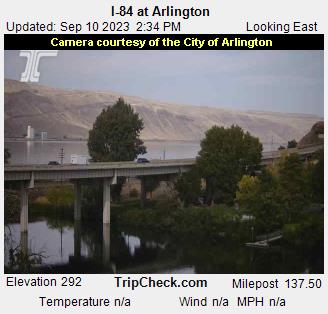 I-84 at Arlington
Updated: Sep 10 2023 2:34 PM Looking East
Camera courtesy of the City of Arlington
Elevation 292 TripCheck.com Milepost 137.50
Temperature n/a Wind n/a MPH n/a